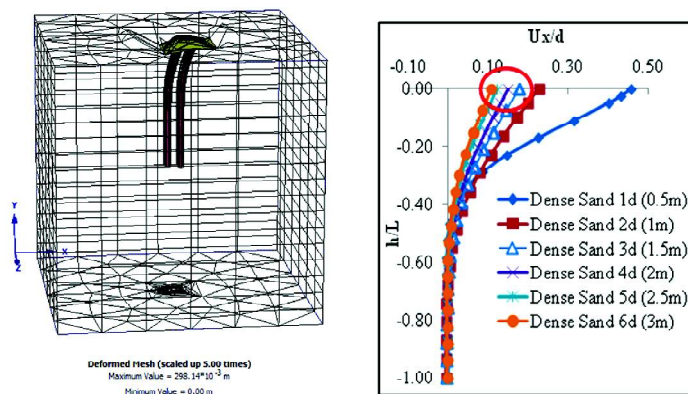 Y
X
Z
Deformed Mesh (scaled up 5.00 times)
Maximum Value = 298.14*10⁻³ m
Minimum Value = 0.00 m
Ux/d
-0.10 0.10 0.30 0.50
0.00
-0.20
-0.40
-0.60
-0.80
-1.00
h/L
Dense Sand 1d (0.5m)
Dense Sand 2d (1m)
Dense Sand 3d (1.5m)
Dense Sand 4d (2m)
Dense Sand 5d (2.5m)
Dense Sand 6d (3m)